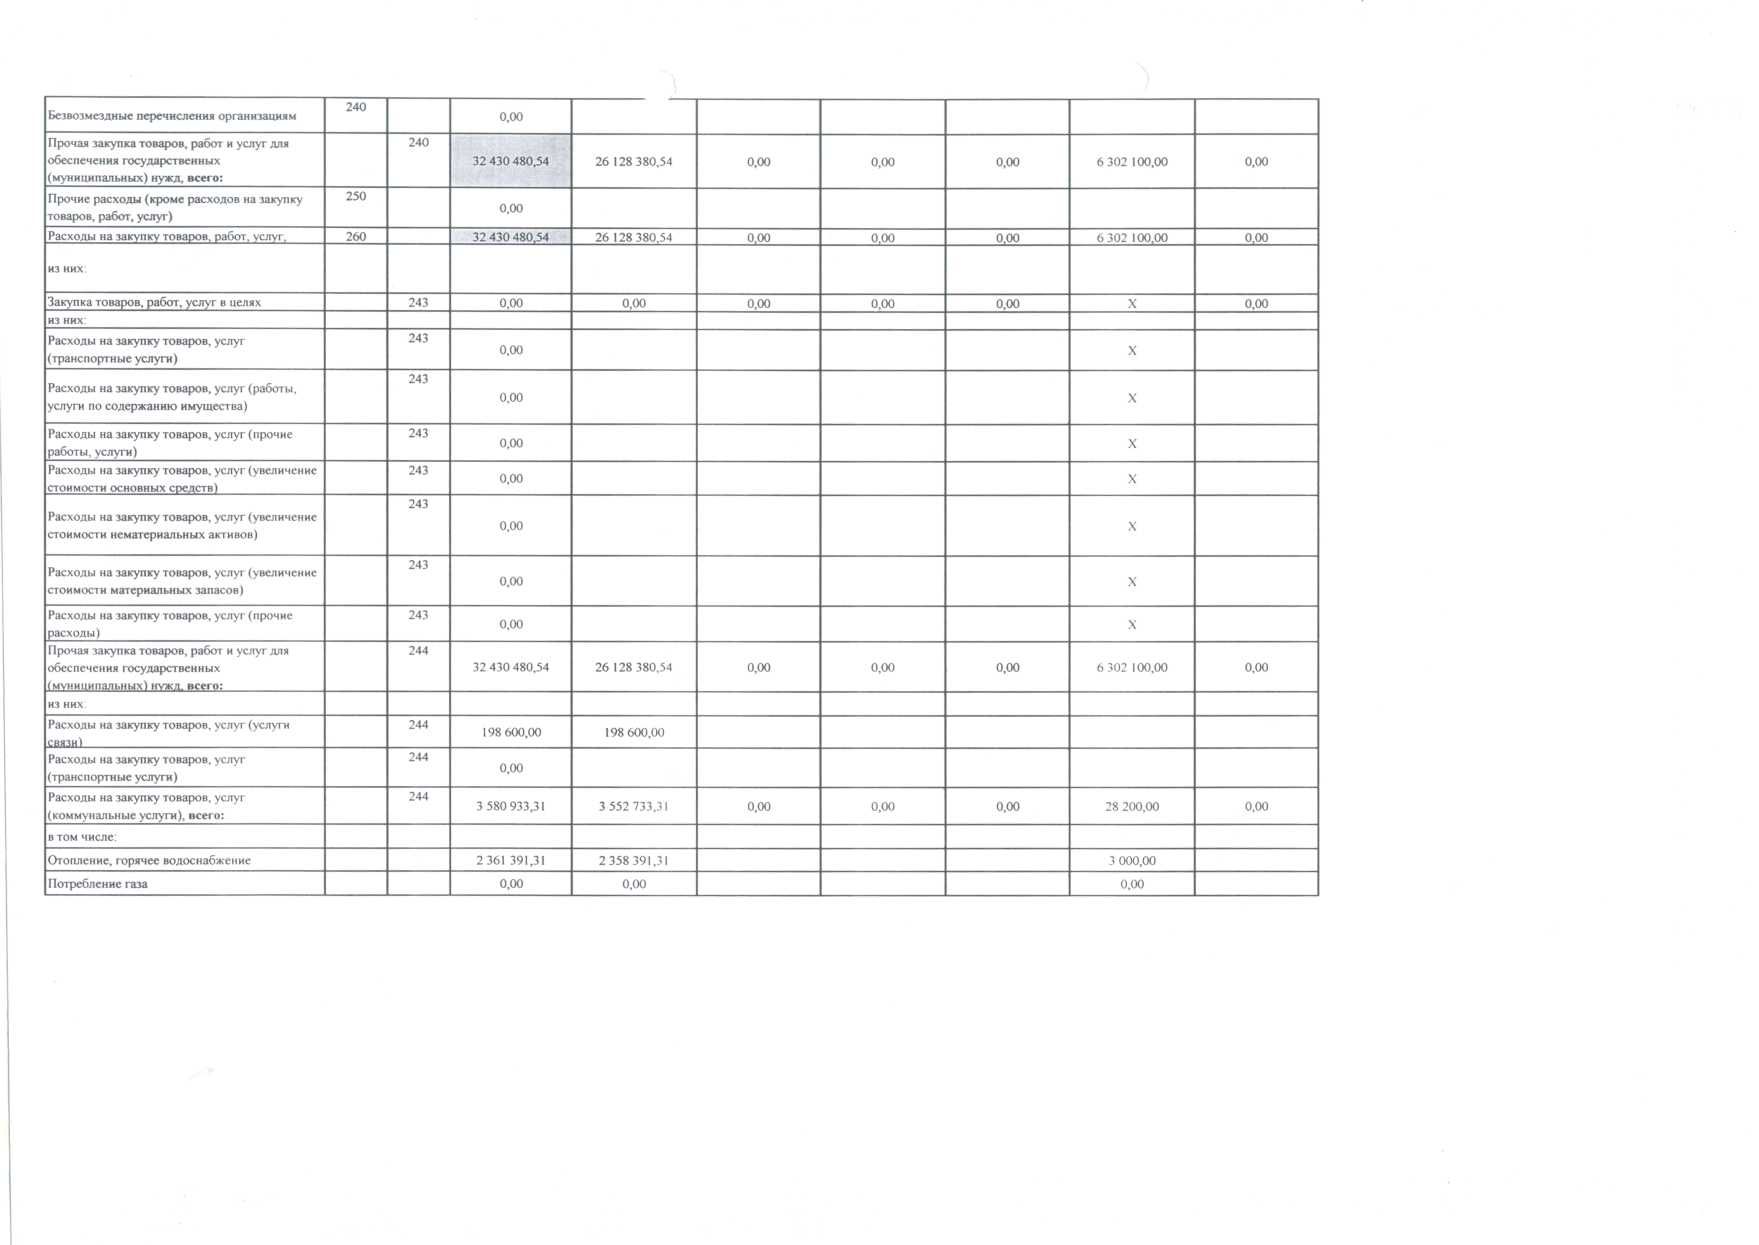 Безвозмездные перечисления организациям 240 0,00
Прочая закупка товаров, работ и услуг для
обеспечения государственных
(муниципальных) нужд, всего: 240 32 430 480,54 26 128 380,54 0,00 0,00 0,00 6 302 100,00 0,00
Прочие расходы (кроме расходов на закупку
товаров, работ, услуг) 250 0,00
Расходы на закупку товаров, работ, услуг, 260 32 430 480,54 26 128 380,54 0,00 0,00 0,00 6 302 100,00 0,00
из них:
Закупка товаров, работ, услуг в целях 243 0,00 0,00 0,00 0,00 0,00 Х 0,00
из них:
Расходы на закупку товаров, услуг
(транспортные услуги) 243 0,00 Х
Расходы на закупку товаров, услуг (работы,
услуги по содержанию имущества) 243 0,00 Х
Расходы на закупку товаров, услуг (прочие
работы, услуги) 243 0,00 Х
Расходы на закупку товаров, услуг (увеличение
стоимости основных средств) 243 0,00 Х
Расходы на закупку товаров, услуг (увеличение
стоимости нематериальных активов) 243 0,00 Х
Расходы на закупку товаров, услуг (увеличение
стоимости материальных запасов) 243 0,00 Х
Расходы на закупку товаров, услуг (прочие
расходы) 243 0,00 Х
Прочая закупка товаров, работ и услуг для
обеспечения государственных
(муниципальных) нужд, всего: 244 32 430 480,54 26 128 380,54 0,00 0,00 0,00 6 302 100,00 0,00
из них:
Расходы на закупку товаров, услуг (услуги
связи) 244 198 600,00 198 600,00
Расходы на закупку товаров, услуг
(транспортные услуги) 244 0,00
Расходы на закупку товаров, услуг
(коммунальные услуги), всего: 244 3 580 933,31 3 552 733,31 0,00 0,00 0,00 28 200,00 0,00
в том числе:
Отопление, горячее водоснабжение 2 361 391,31 2 358 391,31 3 000,00
Потребление газа 0,00 0,00 0,00